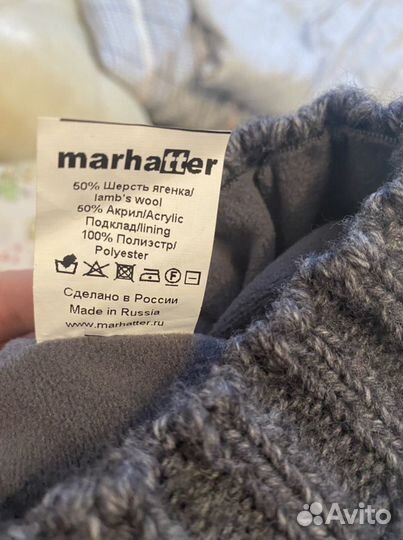 marhatter
50% Шерсть ягенка/
lamb's wool
50% Акрил/Acrylic
Подклад/lining
100% Полиэстр/
Polyester
Сделано в России
Made in Russia
www.marhatter.ru
Avito